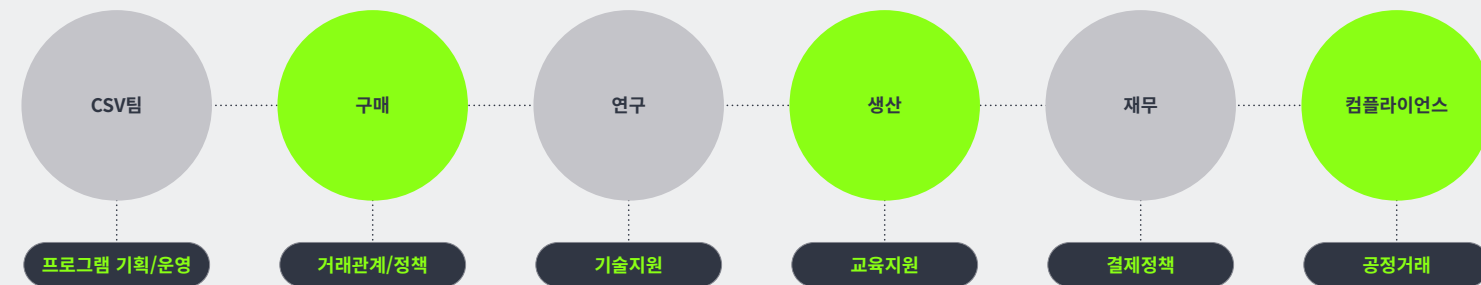 CSV팀
구매
연구
생산
재무
컴플라이언스
프로그램 기획/운영
거래관계/정책
기술지원
교육지원
결제정책
공정거래